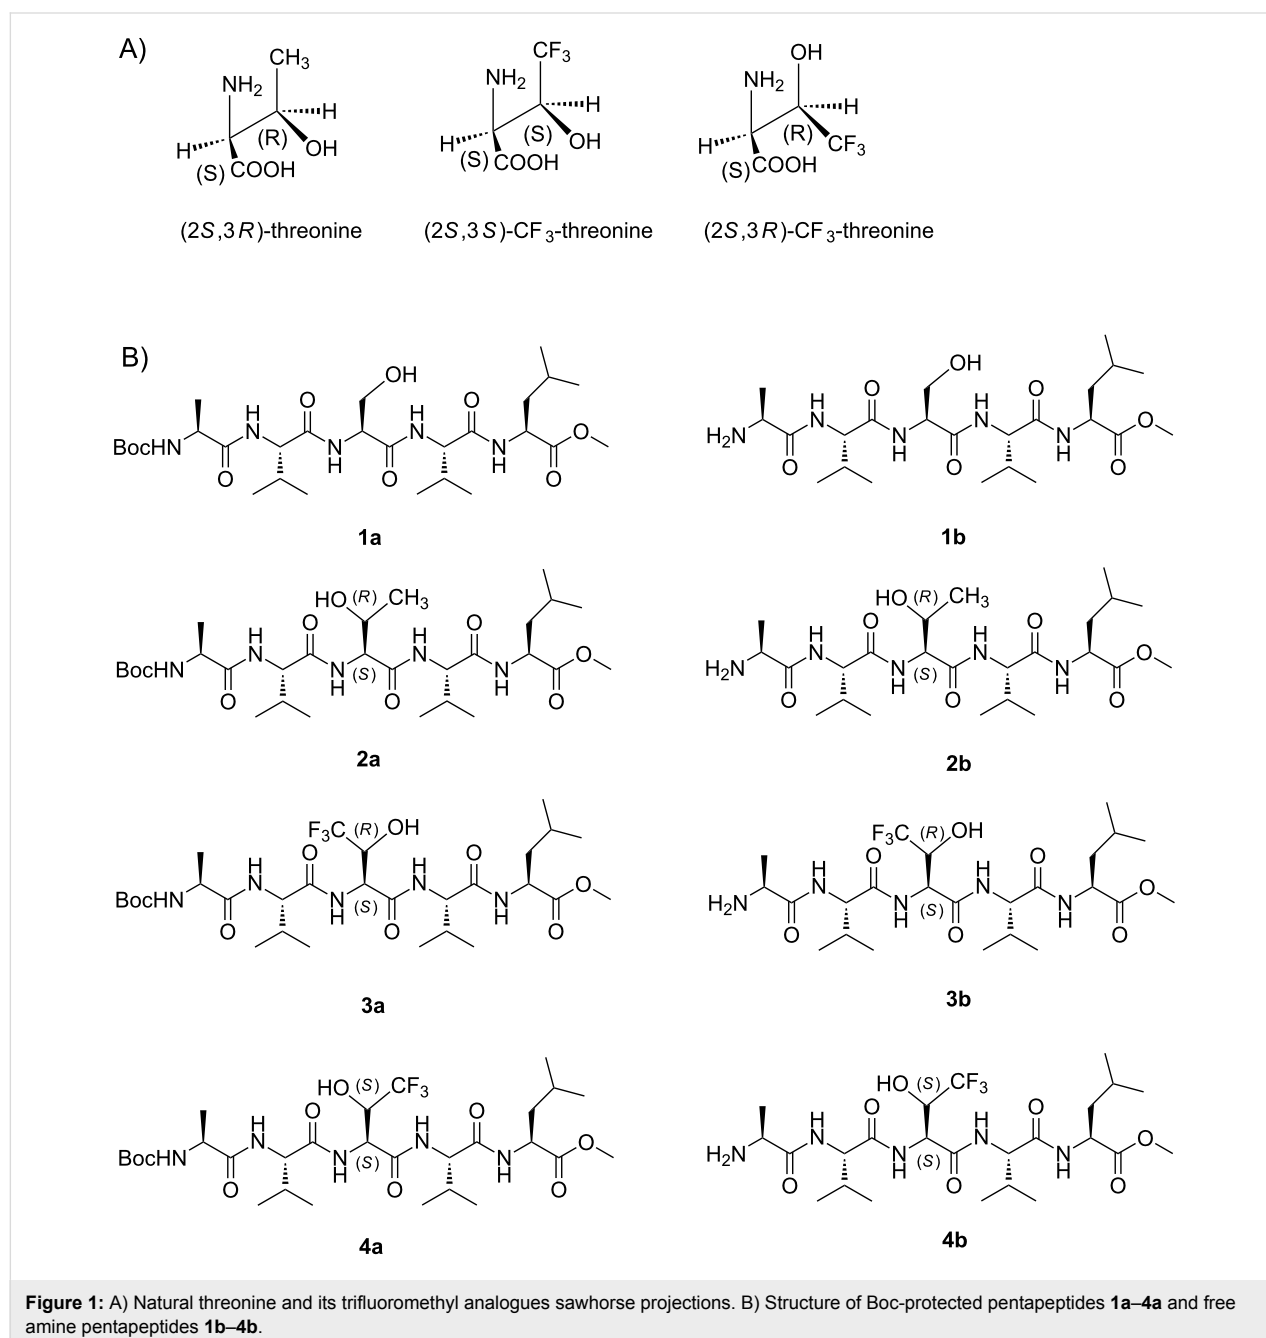 A)
CH3
NH2
H
(R)
H
OH
(S)
COOH
CF3
NH2
H
(S)
H
OH
(S)
COOH
OH
NH2
H
(R)
H
CF3
(S)
COOH
(2S,3R)-threonine
(2S,3S)-CF3-threonine
(2S,3R)-CF3-threonine
B)
OH
O
H
N
O
H
N
O
BocHN
O
N
H
O
N
H
O
1a
OH
O
H
N
O
H
N
O
H2N
O
N
H
O
N
H
O
1b
HO (R) CH3
O
H
N
O
H
N
O
BocHN
O
N
H
(S)
O
N
H
O
2a
HO (R) CH3
O
H
N
O
H
N
O
H2N
O
N
H
(S)
O
N
H
O
2b
F3C (R) OH
O
H
N
O
H
N
O
BocHN
O
N
H
(S)
O
N
H
O
3a
F3C (R) OH
O
H
N
O
H
N
O
H2N
O
N
H
(S)
O
N
H
O
3b
HO (S) CF3
O
H
N
O
H
N
O
BocHN
O
N
H
(S)
O
N
H
O
4a
HO (S) CF3
O
H
N
O
H
N
O
H2N
O
N
H
(S)
O
N
H
O
4b
Figure 1: A) Natural threonine and its trifluoromethyl analogues sawhorse projections. B) Structure of Boc-protected pentapeptides 1a–4a and free
amine pentapeptides 1b–4b.